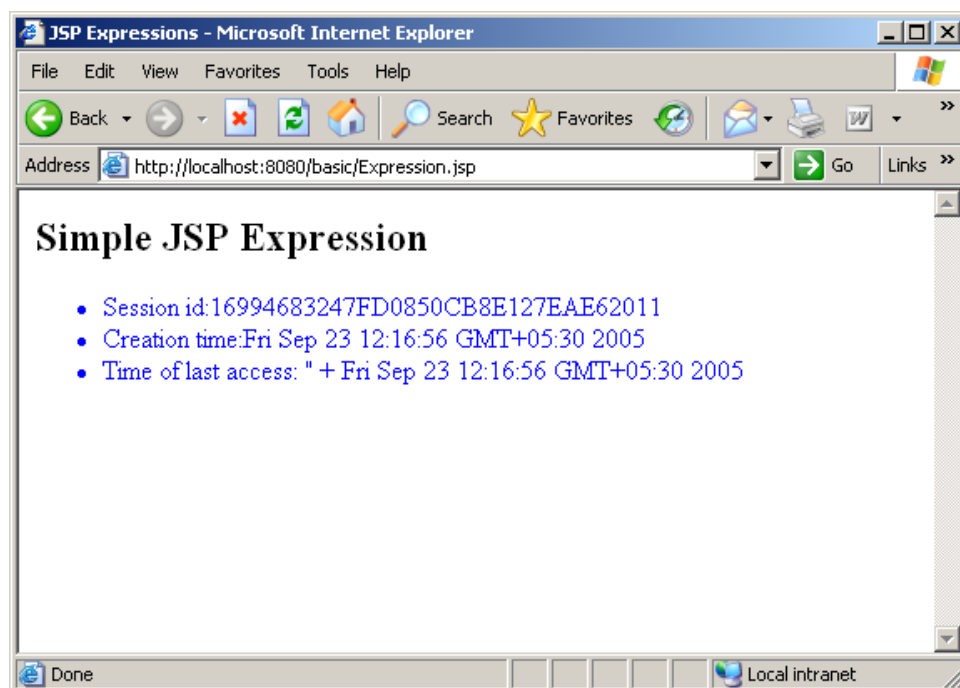 JSP Expressions - Microsoft Internet Explorer
File Edit View Favorites Tools Help
Back Search Favorites W »
Address http://localhost:8080/basic/Expression.jsp Go Links »
Simple JSP Expression
• Session id:16994683247FD0850CB8E127EAE62011
• Creation time:Fri Sep 23 12:16:56 GMT+05:30 2005
• Time of last access: " + Fri Sep 23 12:16:56 GMT+05:30 2005
Done Local intranet